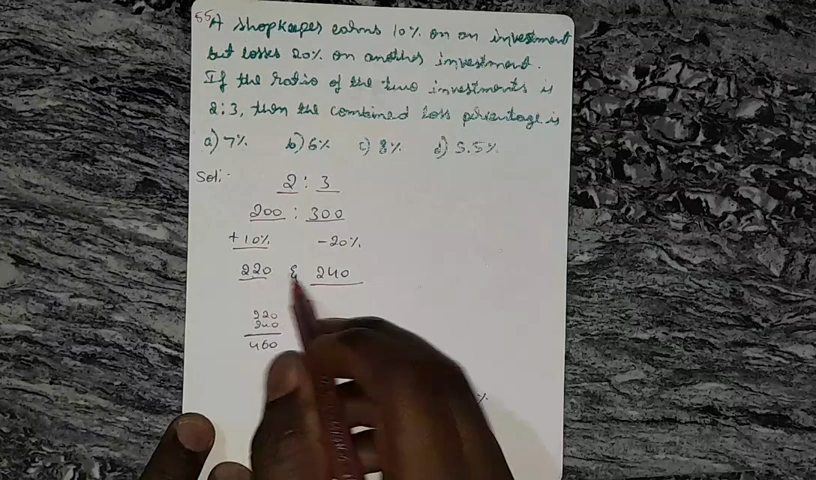 55) A Shopkeeper earns 10% on an investment
but losses 20% on another investment.
If the ratio of the two investments is
2:3, then the combined loss percentage is
a) 7% b) 6% c) 8% d) 5.5%
Sol:-
2 : 3
200 : 300
+10% -20%
220 & 240
220
240
460
%